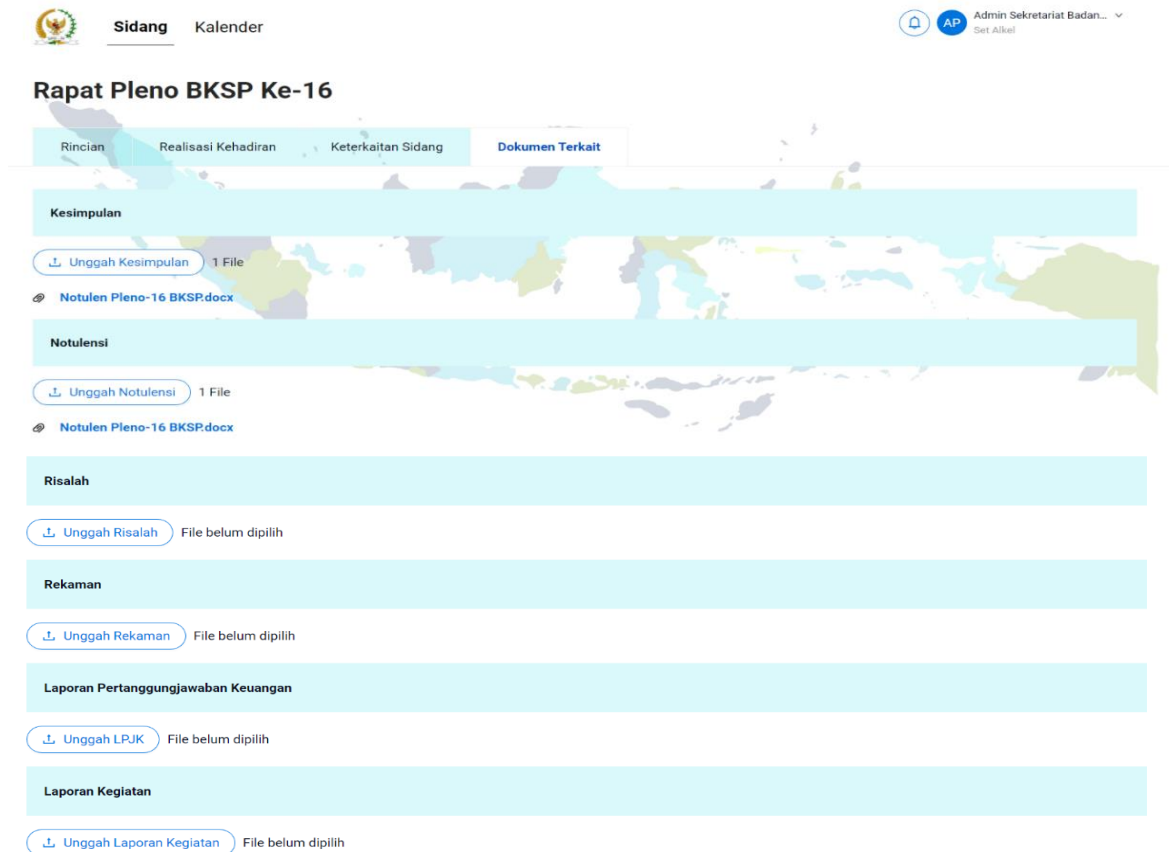 Sidang Kalender
AP Admin Sekretariat Badan...
Set Alkel
Rapat Pleno BKSP Ke-16
Rincian Realisasi Kehadiran Keterkaitan Sidang Dokumen Terkait
Kesimpulan
Unggah Kesimpulan 1 File
Notulen Pleno-16 BKSP.docx
Notulensi
Unggah Notulensi 1 File
Notulen Pleno-16 BKSP.docx
Risalah
Unggah Risalah File belum dipilih
Rekaman
Unggah Rekaman File belum dipilih
Laporan Pertanggungjawaban Keuangan
Unggah LPJK File belum dipilih
Laporan Kegiatan
Unggah Laporan Kegiatan File belum dipilih